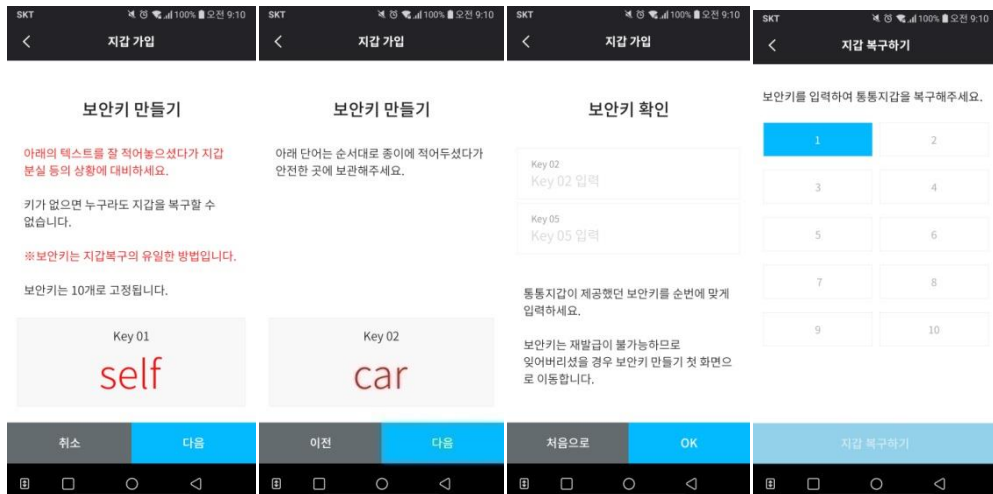 SKT 100% 오전 9:10
지갑 가입
보안키 만들기
아래의 텍스트를 잘 적어놓으셨다가 지갑
분실 등의 상황에 대비하세요.
키가 없으면 누구라도 지갑을 복구할 수
없습니다.
※보안키는 지갑복구의 유일한 방법입니다.
보안키는 10개로 고정됩니다.
Key 01
self
취소 다음
SKT 100% 오전 9:10
지갑 가입
보안키 만들기
아래 단어는 순서대로 종이에 적어두셨다가
안전한 곳에 보관해주세요.
Key 02
car
이전 다음
SKT 100% 오전 9:10
지갑 가입
보안키 확인
Key 02
Key 02 입력
Key 05
Key 05 입력
통통지갑이 제공했던 보안키를 순번에 맞게
입력하세요.
보안키는 재발급이 불가능하므로
잊어버리셨을 경우 보안키 만들기 첫 화면으
로 이동합니다.
처음으로 OK
SKT 100% 오전 9:10
지갑 복구하기
보안키를 입력하여 통통지갑을 복구해주세요.
1 2
3 4
5 6
7 8
9 10
지갑 복구하기